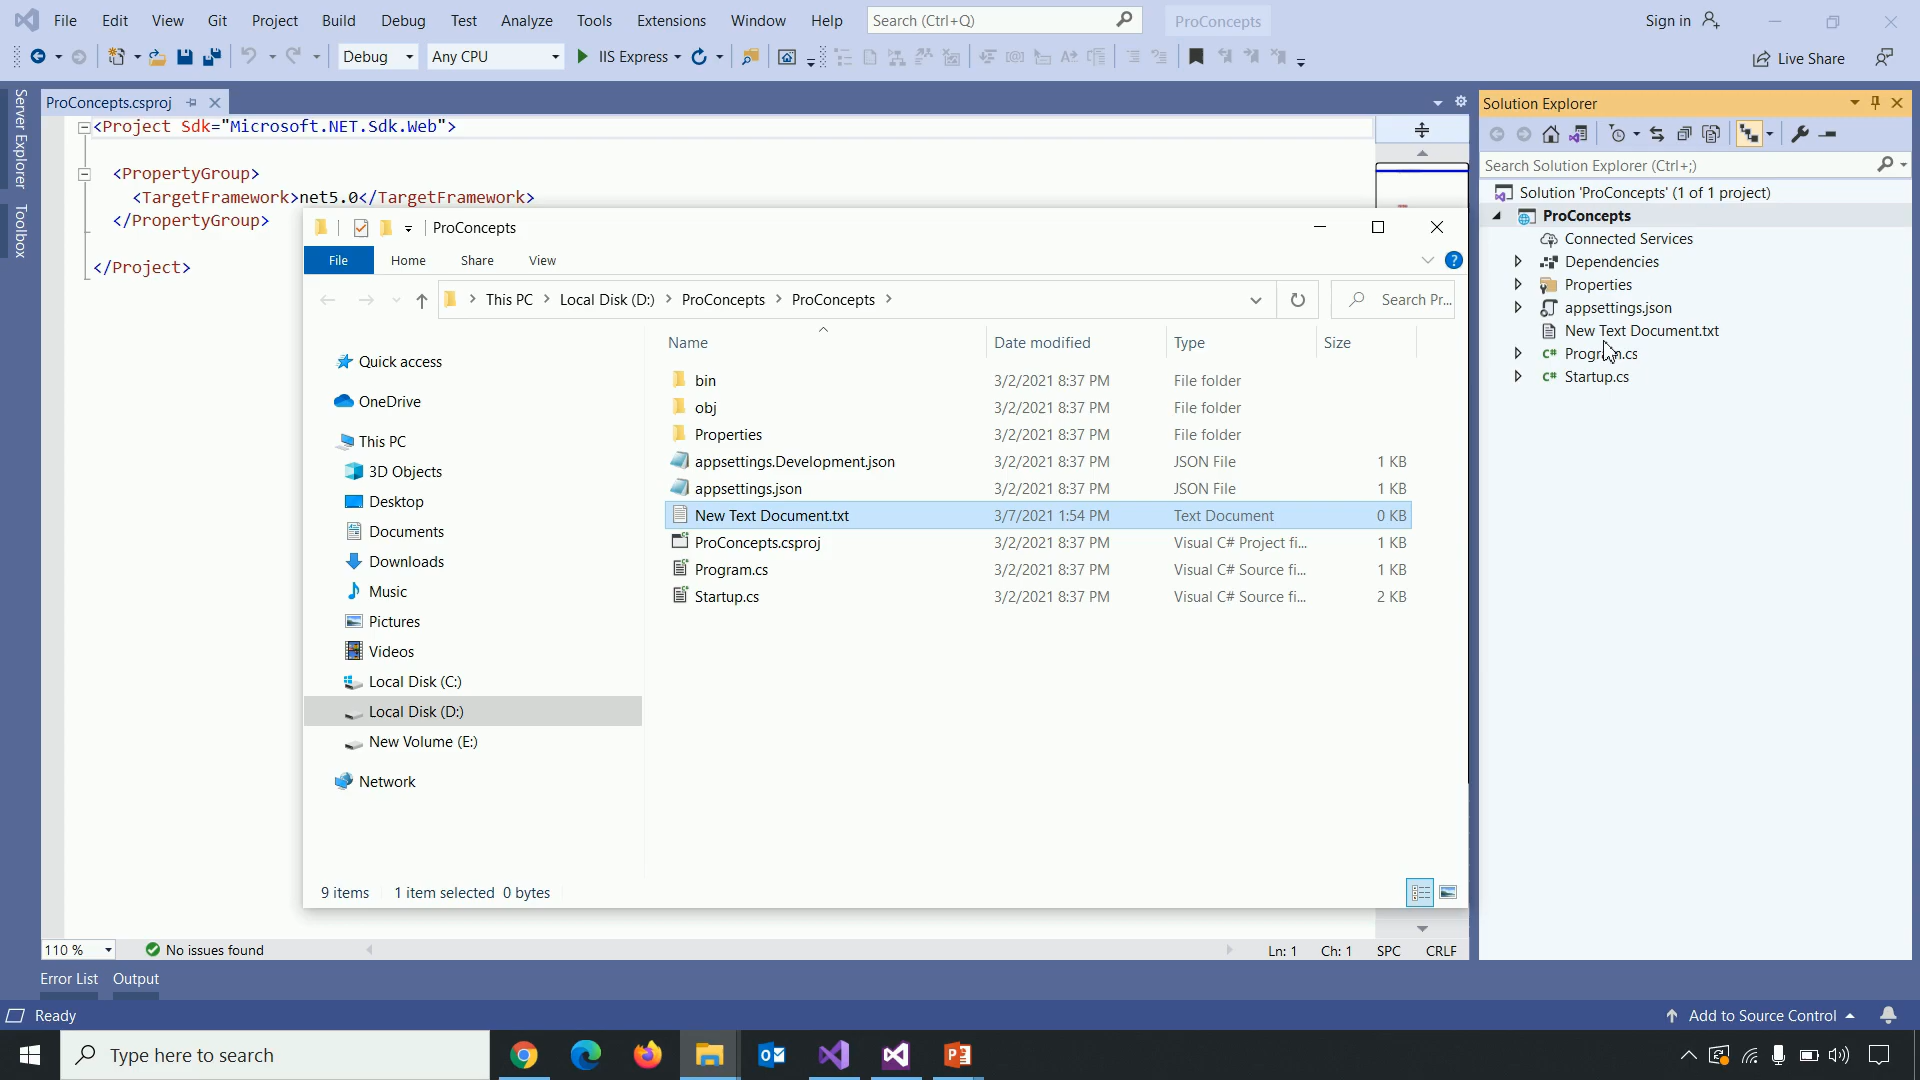 File Edit View Git Project Build Debug Test Analyze Tools Extensions Window Help Search (Ctrl+Q) ProConcepts Sign in
Debug Any CPU IIS Express Live Share
Server Explorer
Toolbox
ProConcepts.csproj
<Project Sdk="Microsoft.NET.Sdk.Web">
<PropertyGroup>
<TargetFramework>net5.0</TargetFramework>
</PropertyGroup>
</Project>
ProConcepts
File Home Share View
This PC Local Disk (D:) ProConcepts ProConcepts Search Pr...
Quick access
OneDrive
This PC
3D Objects
Desktop
Documents
Downloads
Music
Pictures
Videos
Local Disk (C:)
Local Disk (D:)
New Volume (E:)
Network
Name Date modified Type Size
bin 3/2/2021 8:37 PM File folder
obj 3/2/2021 8:37 PM File folder
Properties 3/2/2021 8:37 PM File folder
appsettings.Development.json 3/2/2021 8:37 PM JSON File 1 KB
appsettings.json 3/2/2021 8:37 PM JSON File 1 KB
New Text Document.txt 3/7/2021 1:54 PM Text Document 0 KB
ProConcepts.csproj 3/2/2021 8:37 PM Visual C# Project fi... 1 KB
Program.cs 3/2/2021 8:37 PM Visual C# Source fi... 1 KB
Startup.cs 3/2/2021 8:37 PM Visual C# Source fi... 2 KB
9 items 1 item selected 0 bytes
110 % No issues found Ln: 1 Ch: 1 SPC CRLF
Solution Explorer
Search Solution Explorer (Ctrl+;)
Solution 'ProConcepts' (1 of 1 project)
ProConcepts
Connected Services
Dependencies
Properties
appsettings.json
New Text Document.txt
C# Program.cs
C# Startup.cs
Error List Output
Ready Add to Source Control
Type here to search